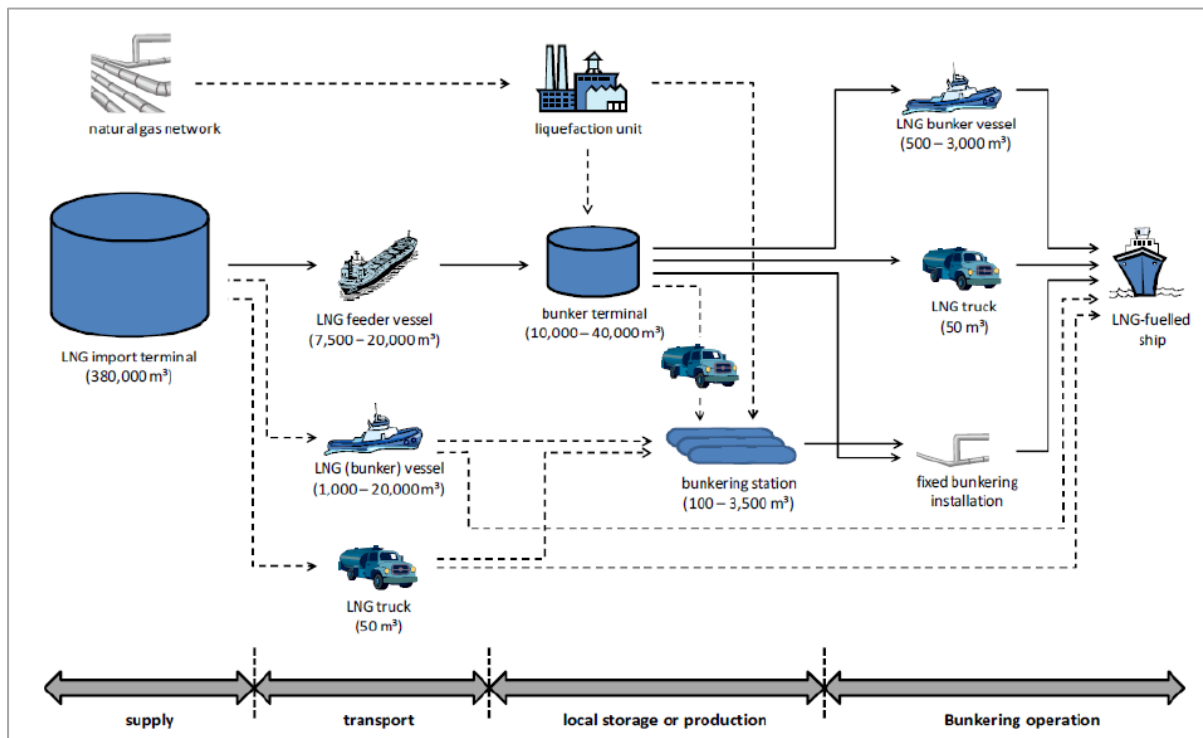 natural gas network
liquefaction unit
LNG bunker vessel
(500 – 3,000 m³)
LNG import terminal
(380,000 m³)
LNG feeder vessel
(7,500 – 20,000 m³)
bunker terminal
(10,000 – 40,000 m³)
LNG truck
(50 m³)
LNG-fuelled
ship
LNG (bunker) vessel
(1,000 – 20,000 m³)
bunkering station
(100 – 3,500 m³)
fixed bunkering
installation
LNG truck
(50 m³)
supply
transport
local storage or production
Bunkering operation